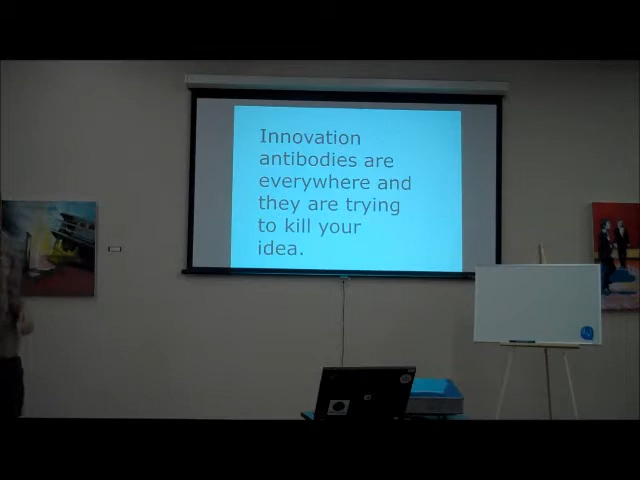 Innovation
antibodies are
everywhere and
they are trying
to kill your
idea.